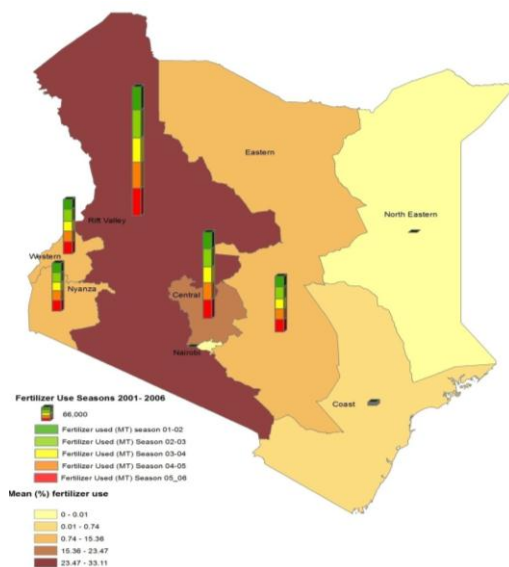 Eastern
North Eastern
Rift Valley
Western
Nyanza
Central
Nairobi
Coast
Fertilizer Use Seasons 2001- 2006
66,000
Fertilizer used (MT) season 01-02
Fertilizer Used (MT) Season 02-03
Fertilizer Used (MT) Season 03-04
Fertilizer Used (MT) Season 04-05
Fertilizer Used (MT) Season 05_06
Mean (%) fertilizer use
0 - 0.01
0.01 - 0.74
0.74 - 15.36
15.36 - 23.47
23.47 - 33.11